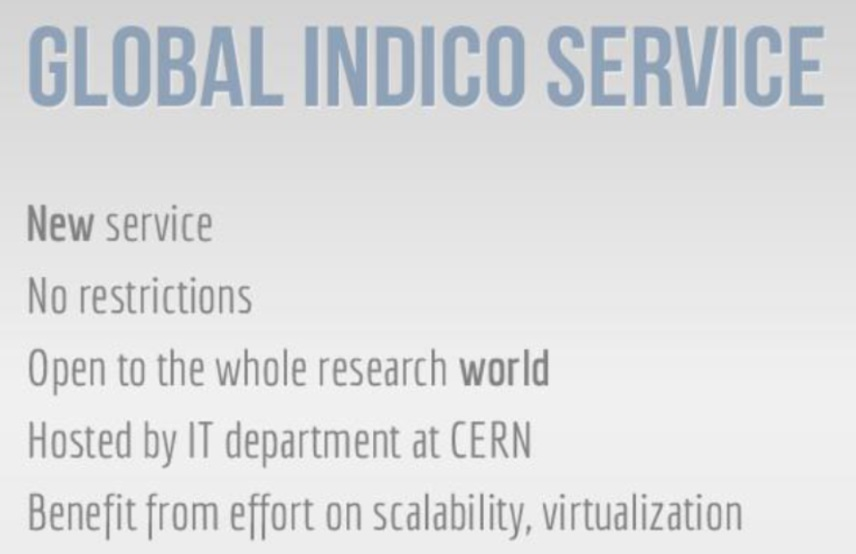 GLOBAL INDICO SERVICE
New service
No restrictions
Open to the whole research world
Hosted by IT department at CERN
Benefit from effort on scalability, virtualization